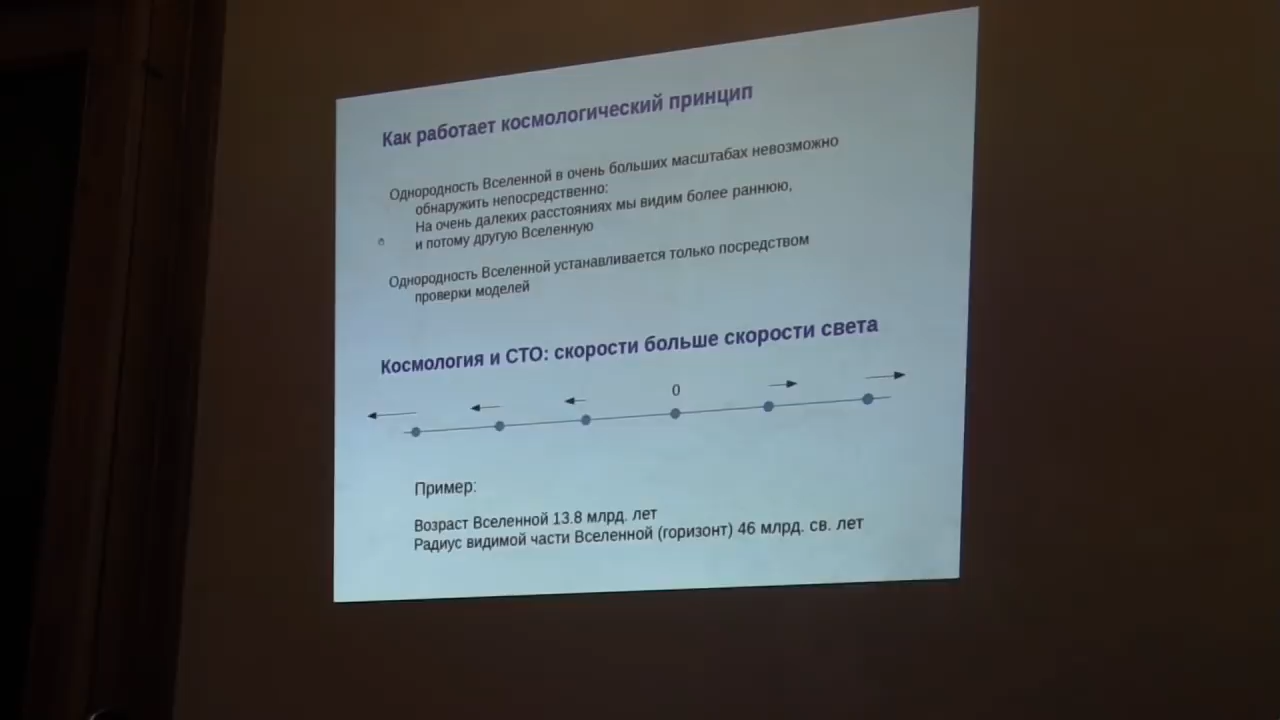 Как работает космологический принцип
Однородность Вселенной в очень больших масштабах невозможно
обнаружить непосредственно:
На очень далеких расстояниях мы видим более раннюю,
и потому другую Вселенную
Однородность Вселенной устанавливается только посредством
проверки моделей
Космология и СТО: скорости больше скорости света
0
Пример:
Возраст Вселенной 13.8 млрд. лет
Радиус видимой части Вселенной (горизонт) 46 млрд. св. лет